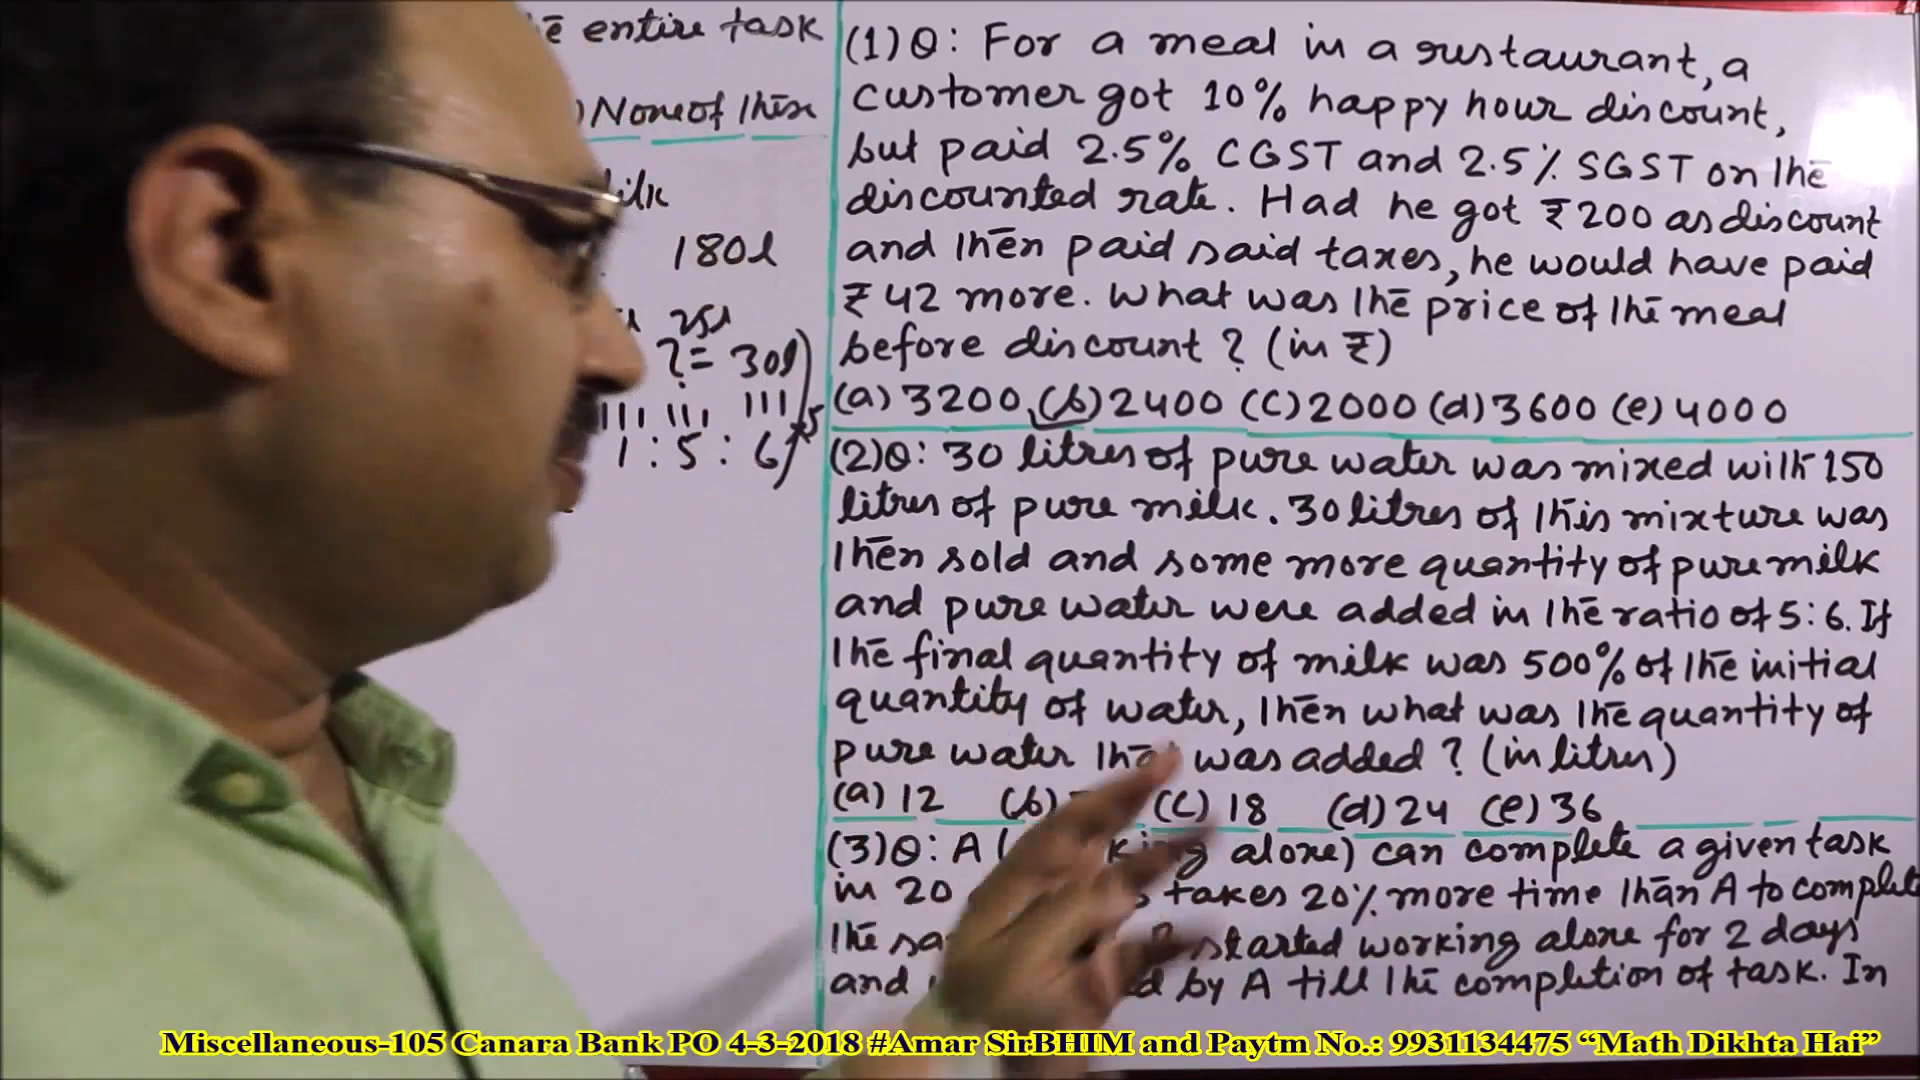 entire task
None of these
180l
25l
? = 30l
1 : 5 : 6
(1)Q: For a meal in a restaurant, a
customer got 10% happy hour discount,
but paid 2.5% CGST and 2.5% SGST on the
discounted rate. Had he got ₹200 as discount
and then paid said taxes, he would have paid
₹42 more. What was the price of the meal
before discount ? (in ₹)
(a) 3200 (b) 2400 (c) 2000 (d) 3600 (e) 4000
(2)Q: 30 litres of pure water was mixed with 150
litres of pure milk. 30 litres of this mixture was
then sold and some more quantity of pure milk
and pure water were added in the ratio of 5:6. If
the final quantity of milk was 500% of the initial
quantity of water, then what was the quantity of
pure water was added ? (in litres)
(a) 12 (b) (c) 18 (d) 24 (e) 36
(3)Q: A alone) can complete a given task
in 20 takes 20% more time than A to complete
the started working alone for 2 days
and by A till the completion of task. In
Miscellaneous-105 Canara Bank PO 4-3-2018 #Amar Sir.BHIM and Paytm No.: 9931134475 “Math Dikhta Hai”